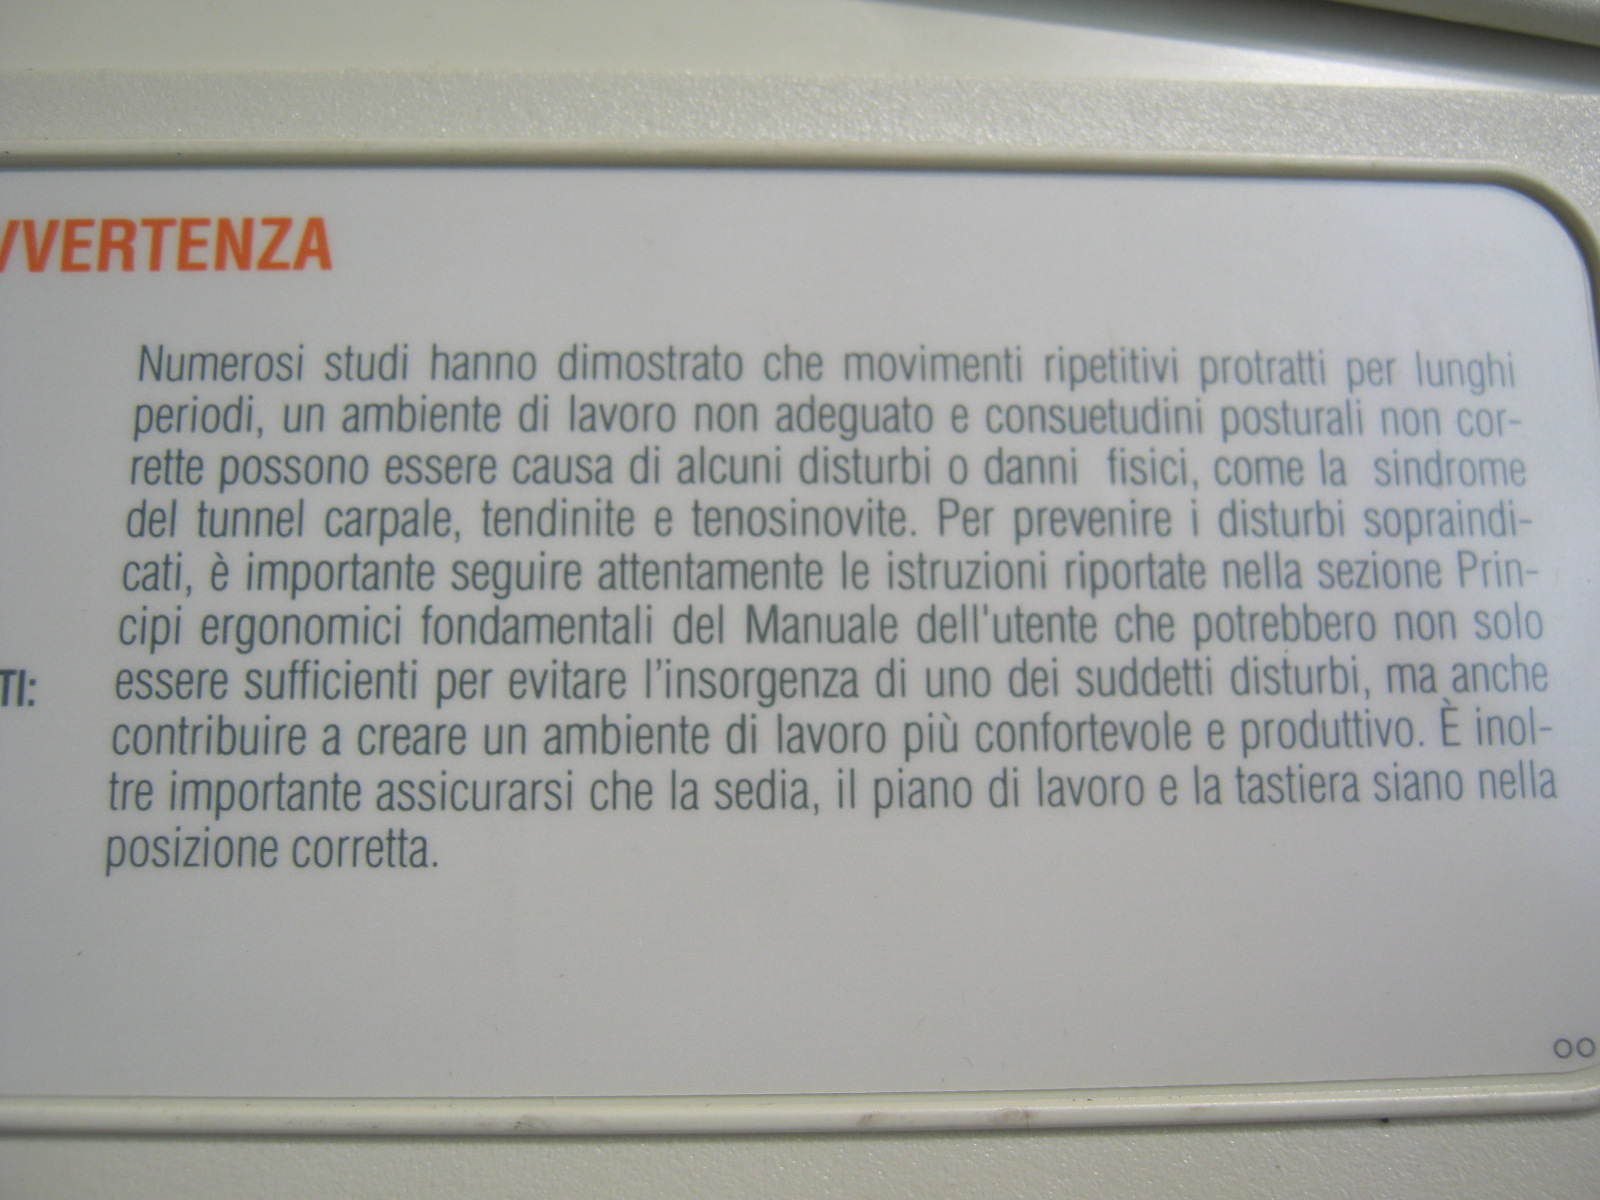 VVERTENZA
Numerosi studi hanno dimostrato che movimenti ripetitivi protratti per lunghi
periodi, un ambiente di lavoro non adeguato e consuetudini posturali non cor-
rette possono essere causa di alcuni disturbi o danni fisici, come la sindrome
del tunnel carpale, tendinite e tenosinovite. Per prevenire i disturbi sopraindi-
cati, è importante seguire attentamente le istruzioni riportate nella sezione Prin-
cipi ergonomici fondamentali del Manuale dell'utente che potrebbero non solo
essere sufficienti per evitare l'insorgenza di uno dei suddetti disturbi, ma anche
TI:
contribuire a creare un ambiente di lavoro più confortevole e produttivo. È inol-
tre importante assicurarsi che la sedia, il piano di lavoro e la tastiera siano nella
posizione corretta.